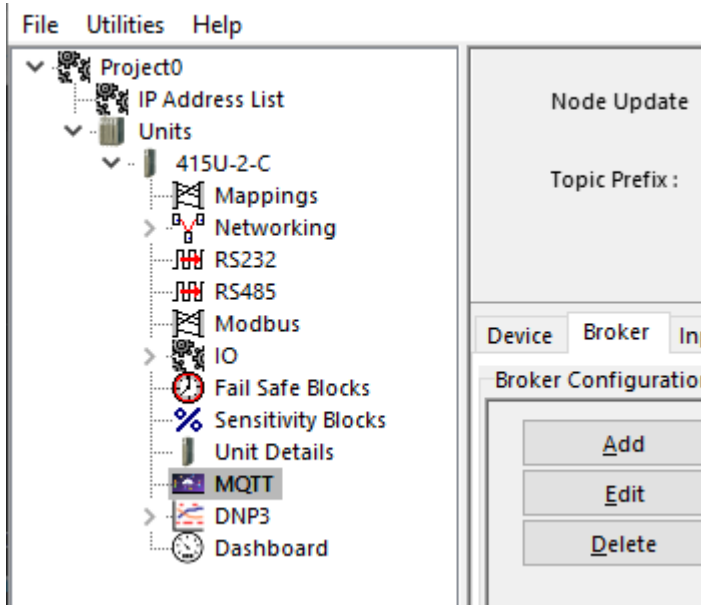 File Utilities Help
Project0
IP Address List
Units
415U-2-C
Mappings
Networking
RS232
RS485
Modbus
IO
Fail Safe Blocks
Sensitivity Blocks
Unit Details
MQTT
DNP3
Dashboard
Node Update
Topic Prefix :
Device Broker
Broker
Add
Edit
Delete